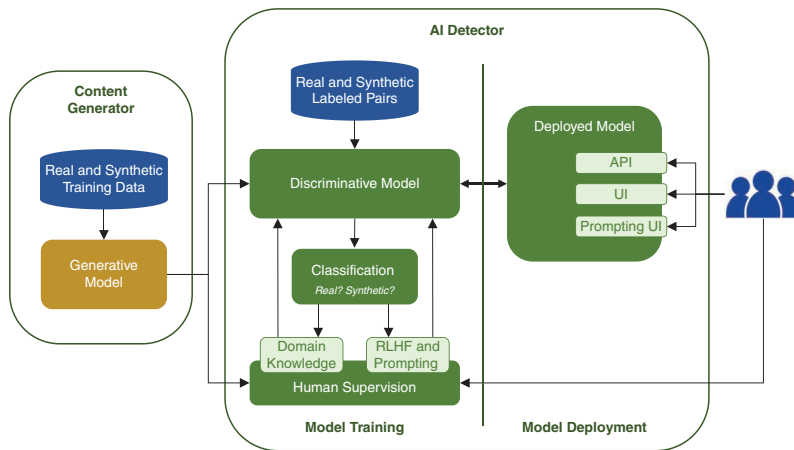 AI Detector
Content
Generator
Real and Synthetic
Training Data
Generative
Model
Real and Synthetic
Labeled Pairs
Discriminative Model
Classification
Real? Synthetic?
Domain
Knowledge
RLHF and
Prompting
Human Supervision
Model Training
Deployed Model
API
UI
Prompting UI
Model Deployment